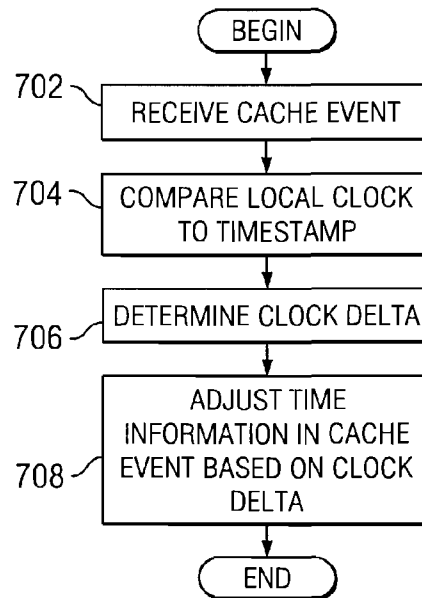 BEGIN
702
RECEIVE CACHE EVENT
704
COMPARE LOCAL CLOCK
TO TIMESTAMP
706
DETERMINE CLOCK DELTA
708
ADJUST TIME
INFORMATION IN CACHE
EVENT BASED ON CLOCK
DELTA
END